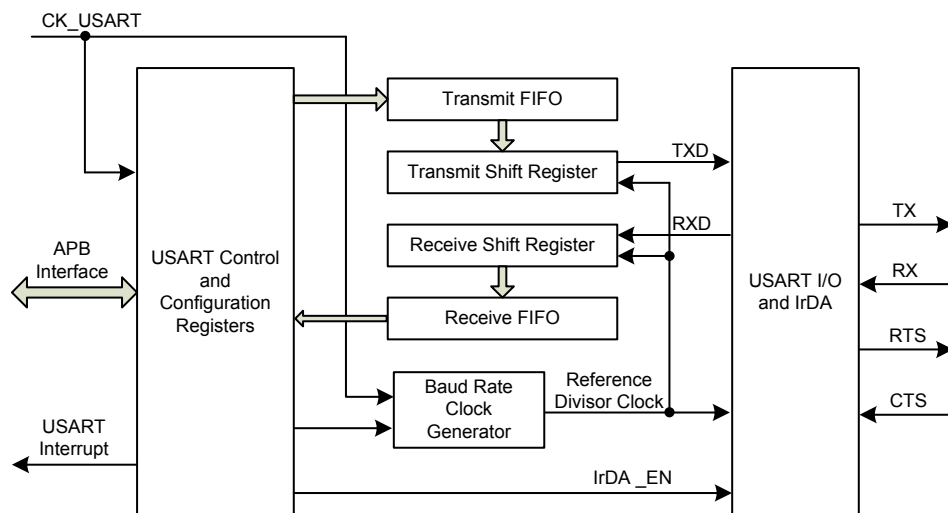 CK_USART
Transmit FIFO
TXD
Transmit Shift Register
TX
RXD
Receive Shift Register
APB
Interface
USART Control
and
Configuration
Registers
USART I/O
and IrDA
RX
Receive FIFO
RTS
Baud Rate
Clock
Generator
Reference
Divisor Clock
CTS
USART
Interrupt
IrDA _EN